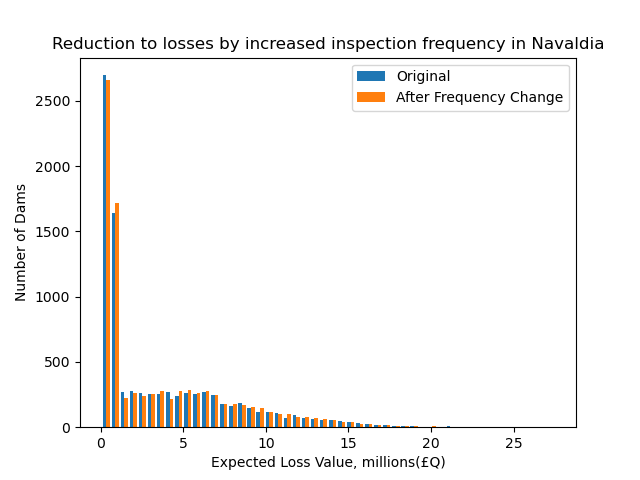 Reduction to losses by increased inspection frequency in Navaldia
Original
After Frequency Change
Number of Dams
2500
2000
1500
1000
500
0
0 5 10 15 20 25
Expected Loss Value, millions(£Q)